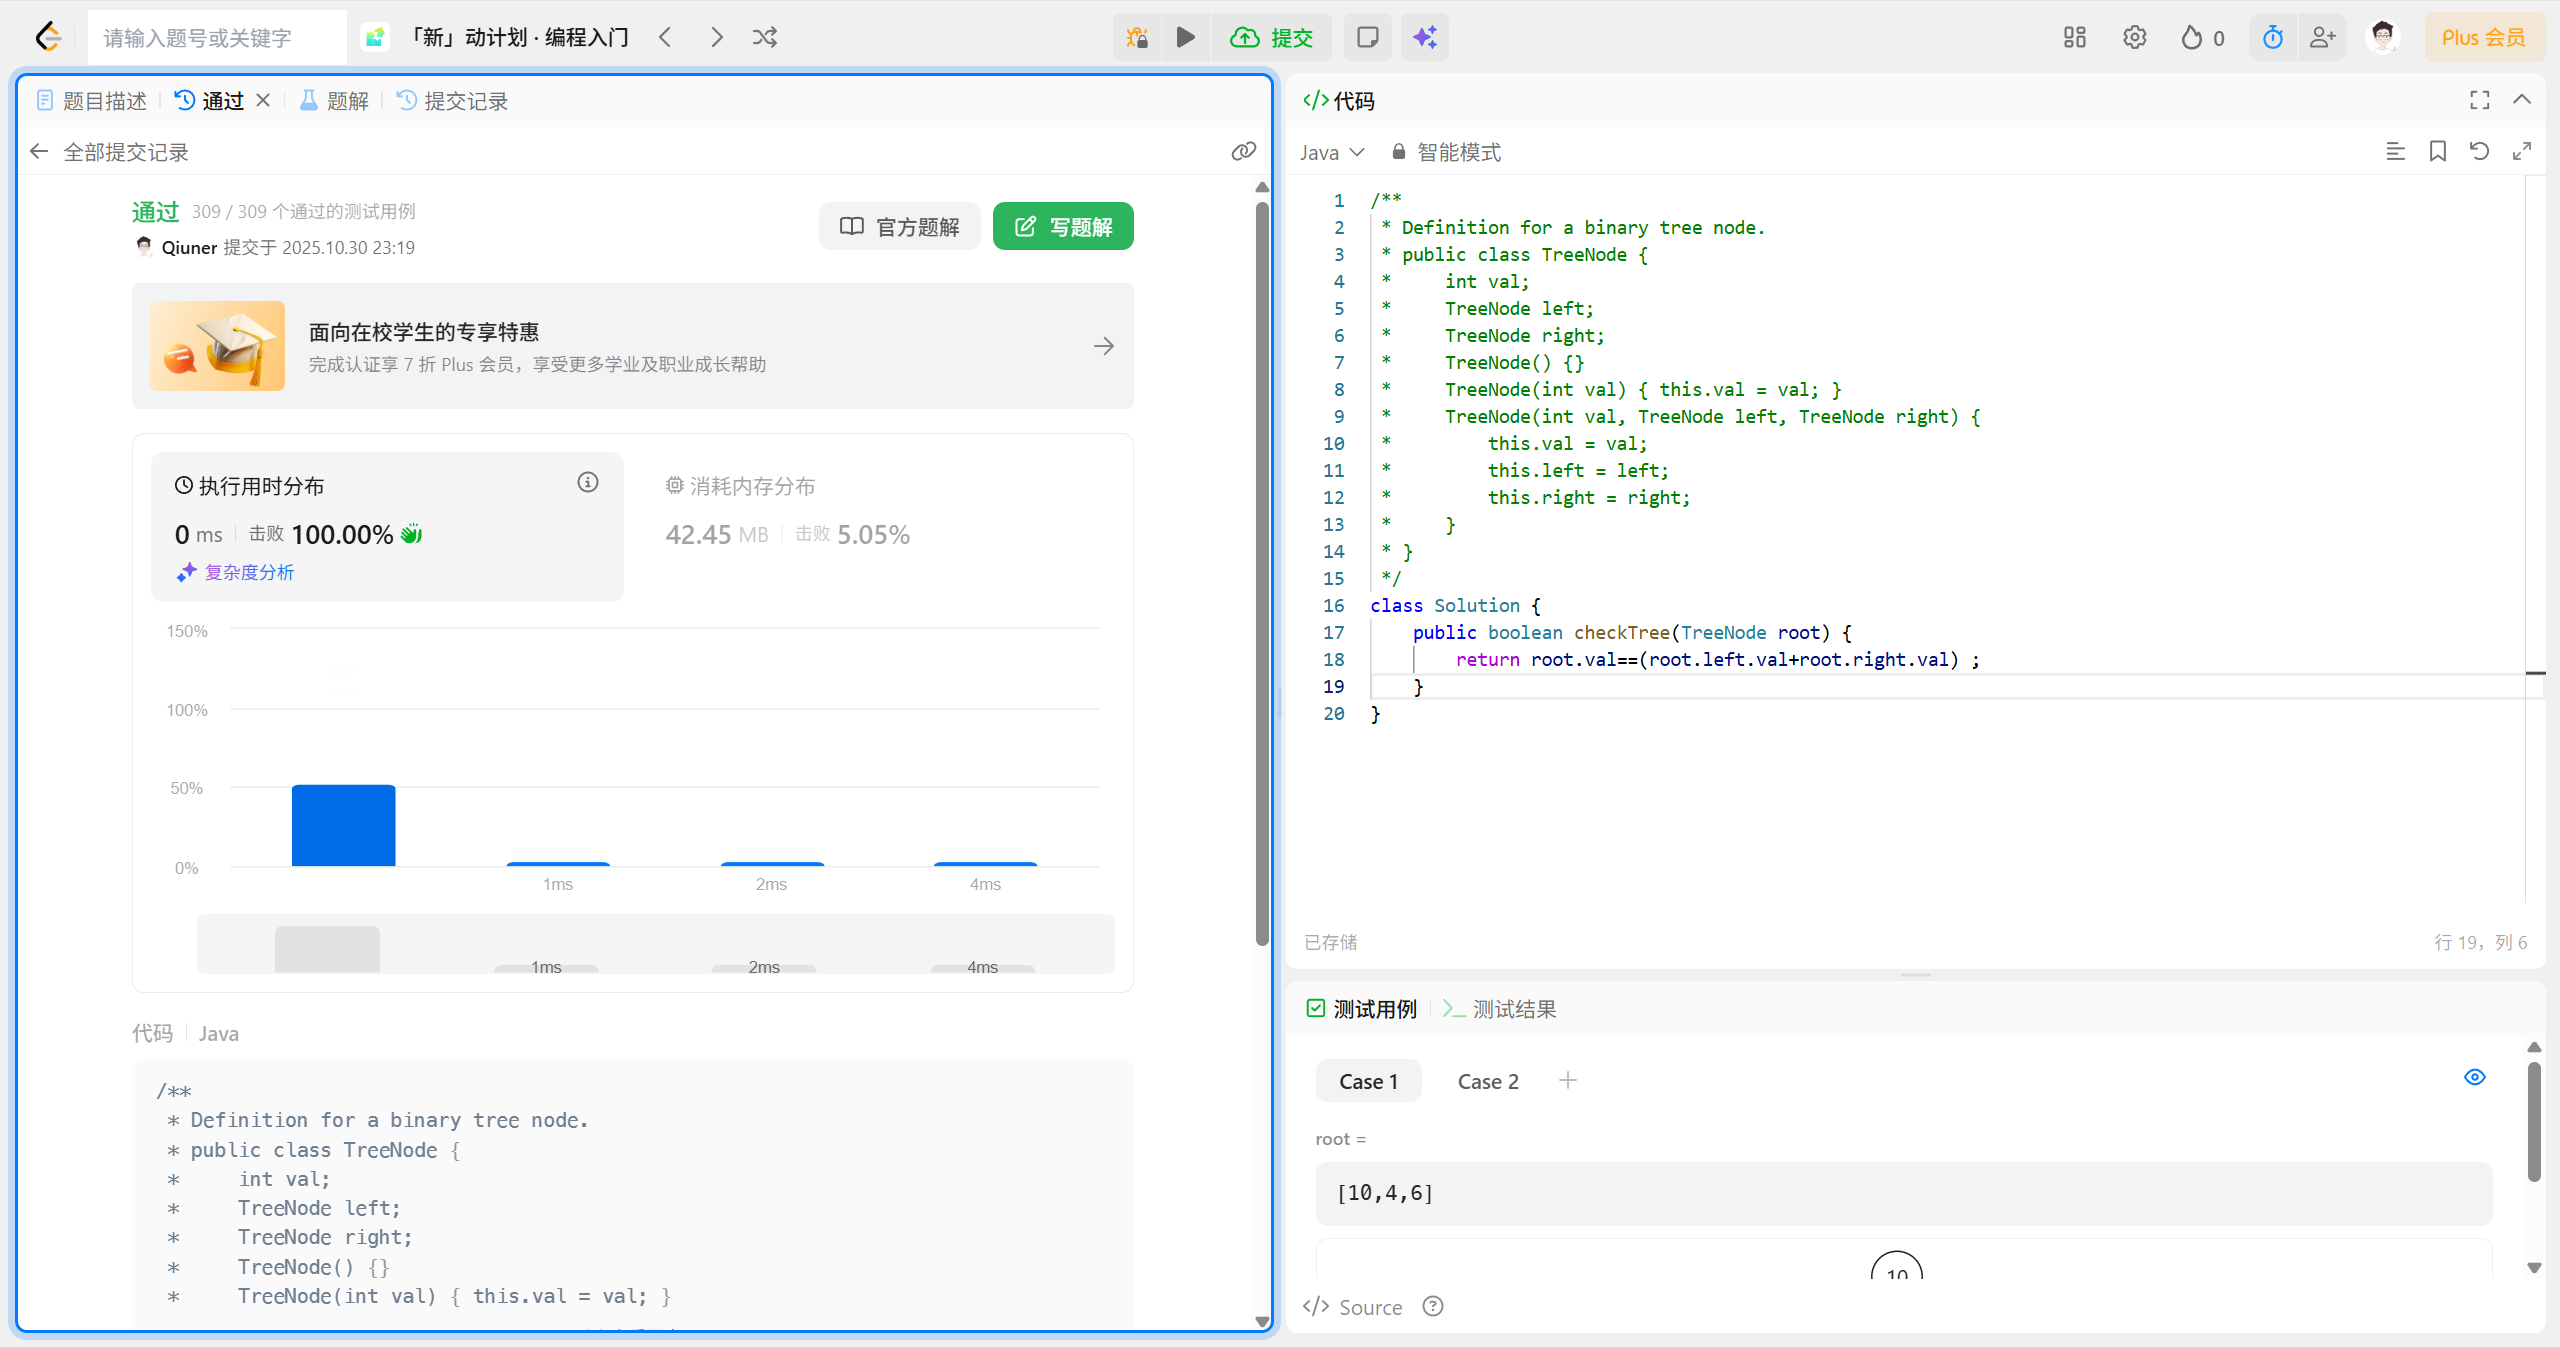 请输入题号或关键字
「新」动计划 · 编程入门
提交
0
Plus 会员
题目描述
通过
题解
提交记录
全部提交记录
通过 309 / 309 个通过的测试用例
Qiuner 提交于 2025.10.30 23:19
官方题解
写题解
面向在校学生的专享特惠
完成认证享 7 折 Plus 会员，享受更多学业及职业成长帮助
执行用时分布
0 ms 击败 100.00%
复杂度分析
消耗内存分布
42.45 MB 击败 5.05%
150%
100%
50%
0%
1ms 2ms 4ms
1ms 2ms 4ms
代码 Java
/**
 * Definition for a binary tree node.
 * public class TreeNode {
 *     int val;
 *     TreeNode left;
 *     TreeNode right;
 *     TreeNode() {}
 *     TreeNode(int val) { this.val = val; }
代码
Java 智能模式
1 /**
2  * Definition for a binary tree node.
3  * public class TreeNode {
4  *     int val;
5  *     TreeNode left;
6  *     TreeNode right;
7  *     TreeNode() {}
8  *     TreeNode(int val) { this.val = val; }
9  *     TreeNode(int val, TreeNode left, TreeNode right) {
10  *         this.val = val;
11  *         this.left = left;
12  *         this.right = right;
13  *     }
14  * }
15  */
16 class Solution {
17     public boolean checkTree(TreeNode root) {
18         return root.val==(root.left.val+root.right.val) ;
19     }
20 }
已存储
行 19，列 6
测试用例
测试结果
Case 1
Case 2
root =
[10,4,6]
10
Source